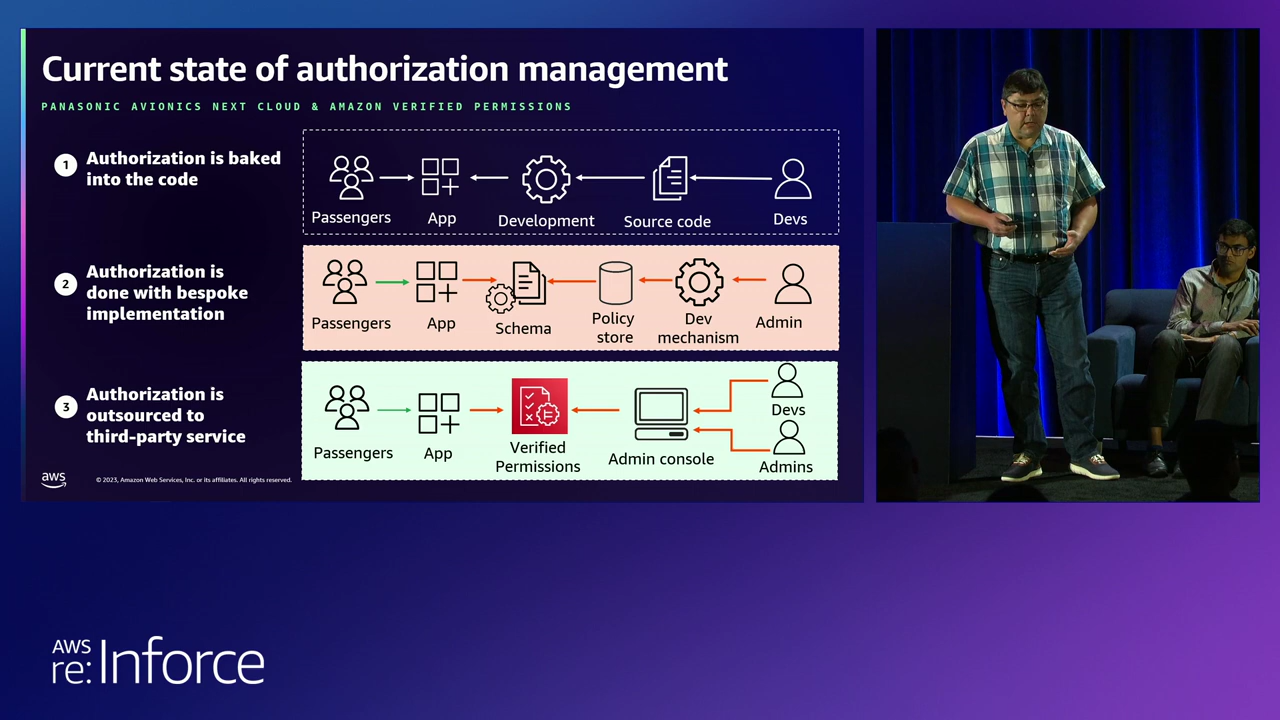 Current state of authorization management
PANASONIC AVIONICS NEXT CLOUD & AMAZON VERIFIED PERMISSIONS
1
Authorization is baked
into the code
Passengers
App
Development
Source code
Devs
2
Authorization is
done with bespoke
implementation
Passengers
App
Schema
Policy
store
Dev
mechanism
Admin
3
Authorization is
outsourced to
third-party service
Passengers
App
Verified
Permissions
Admin console
Devs
Admins
aws
© 2023, Amazon Web Services, Inc. or its affiliates. All rights reserved.
AWS
re:Inforce